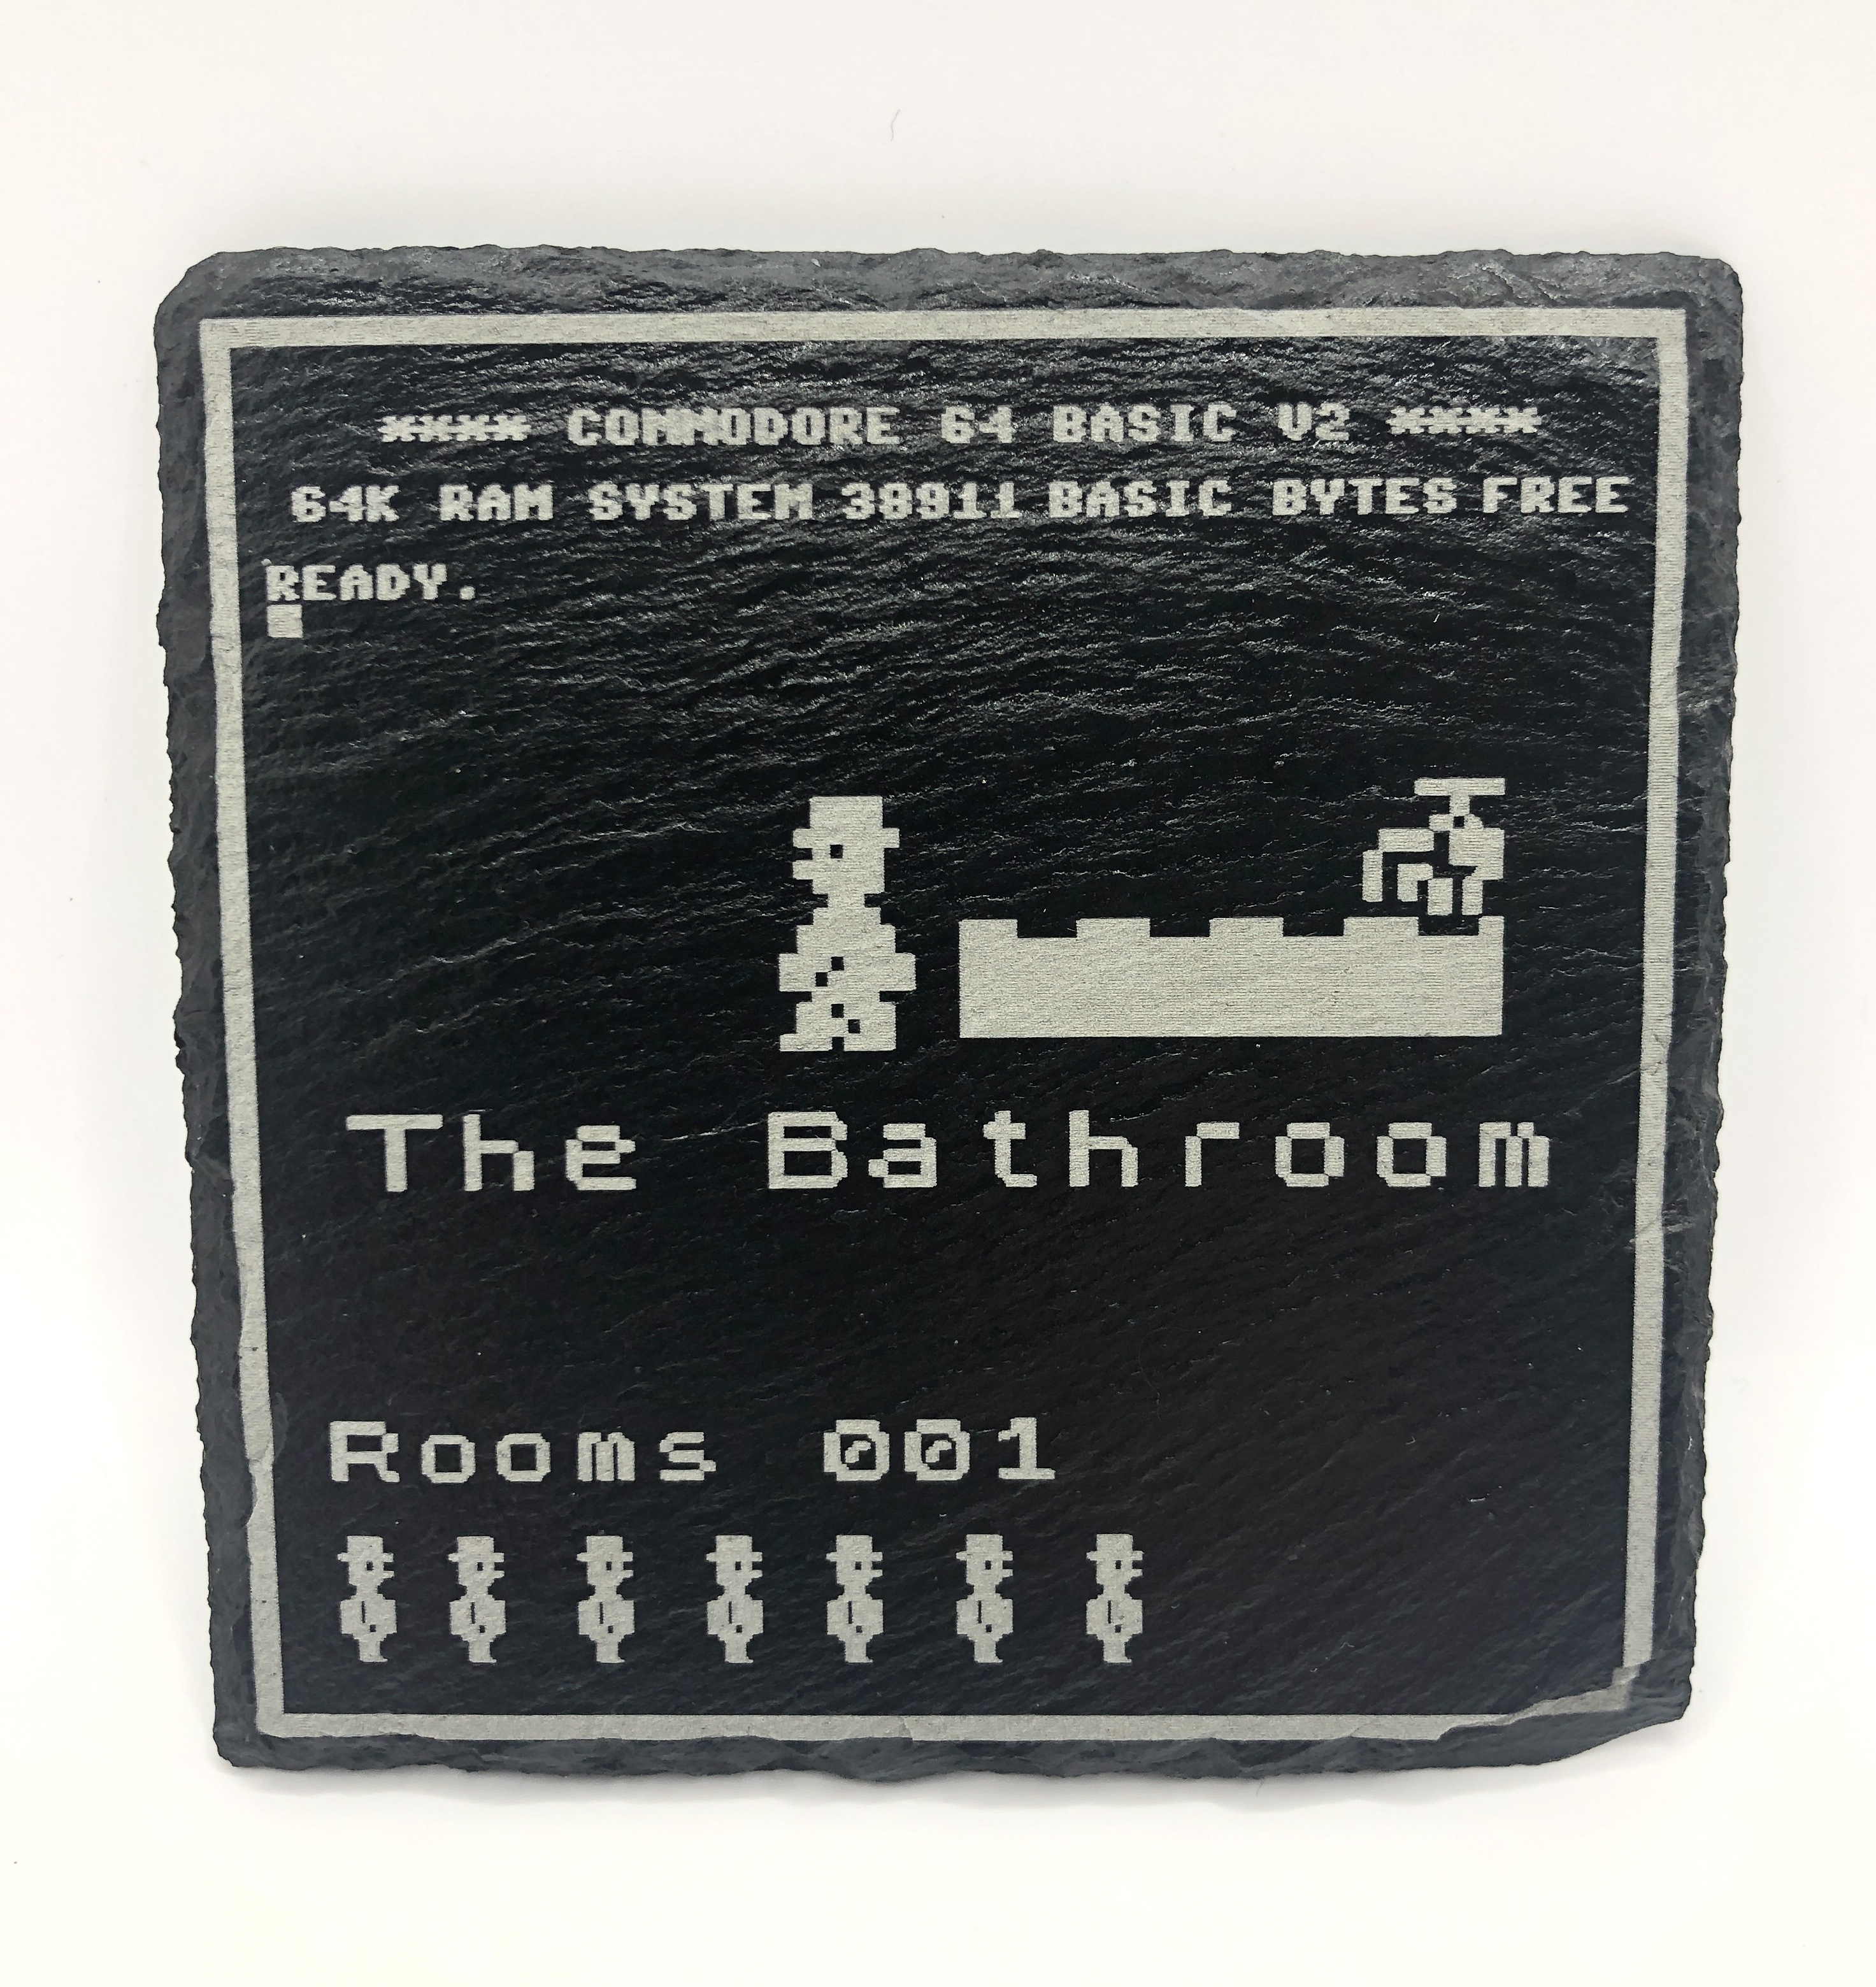 **** COMMODORE 64 BASIC V2 ****
64K RAM SYSTEM 38911 BASIC BYTES FREE
READY.
The Bathroom
Rooms 001